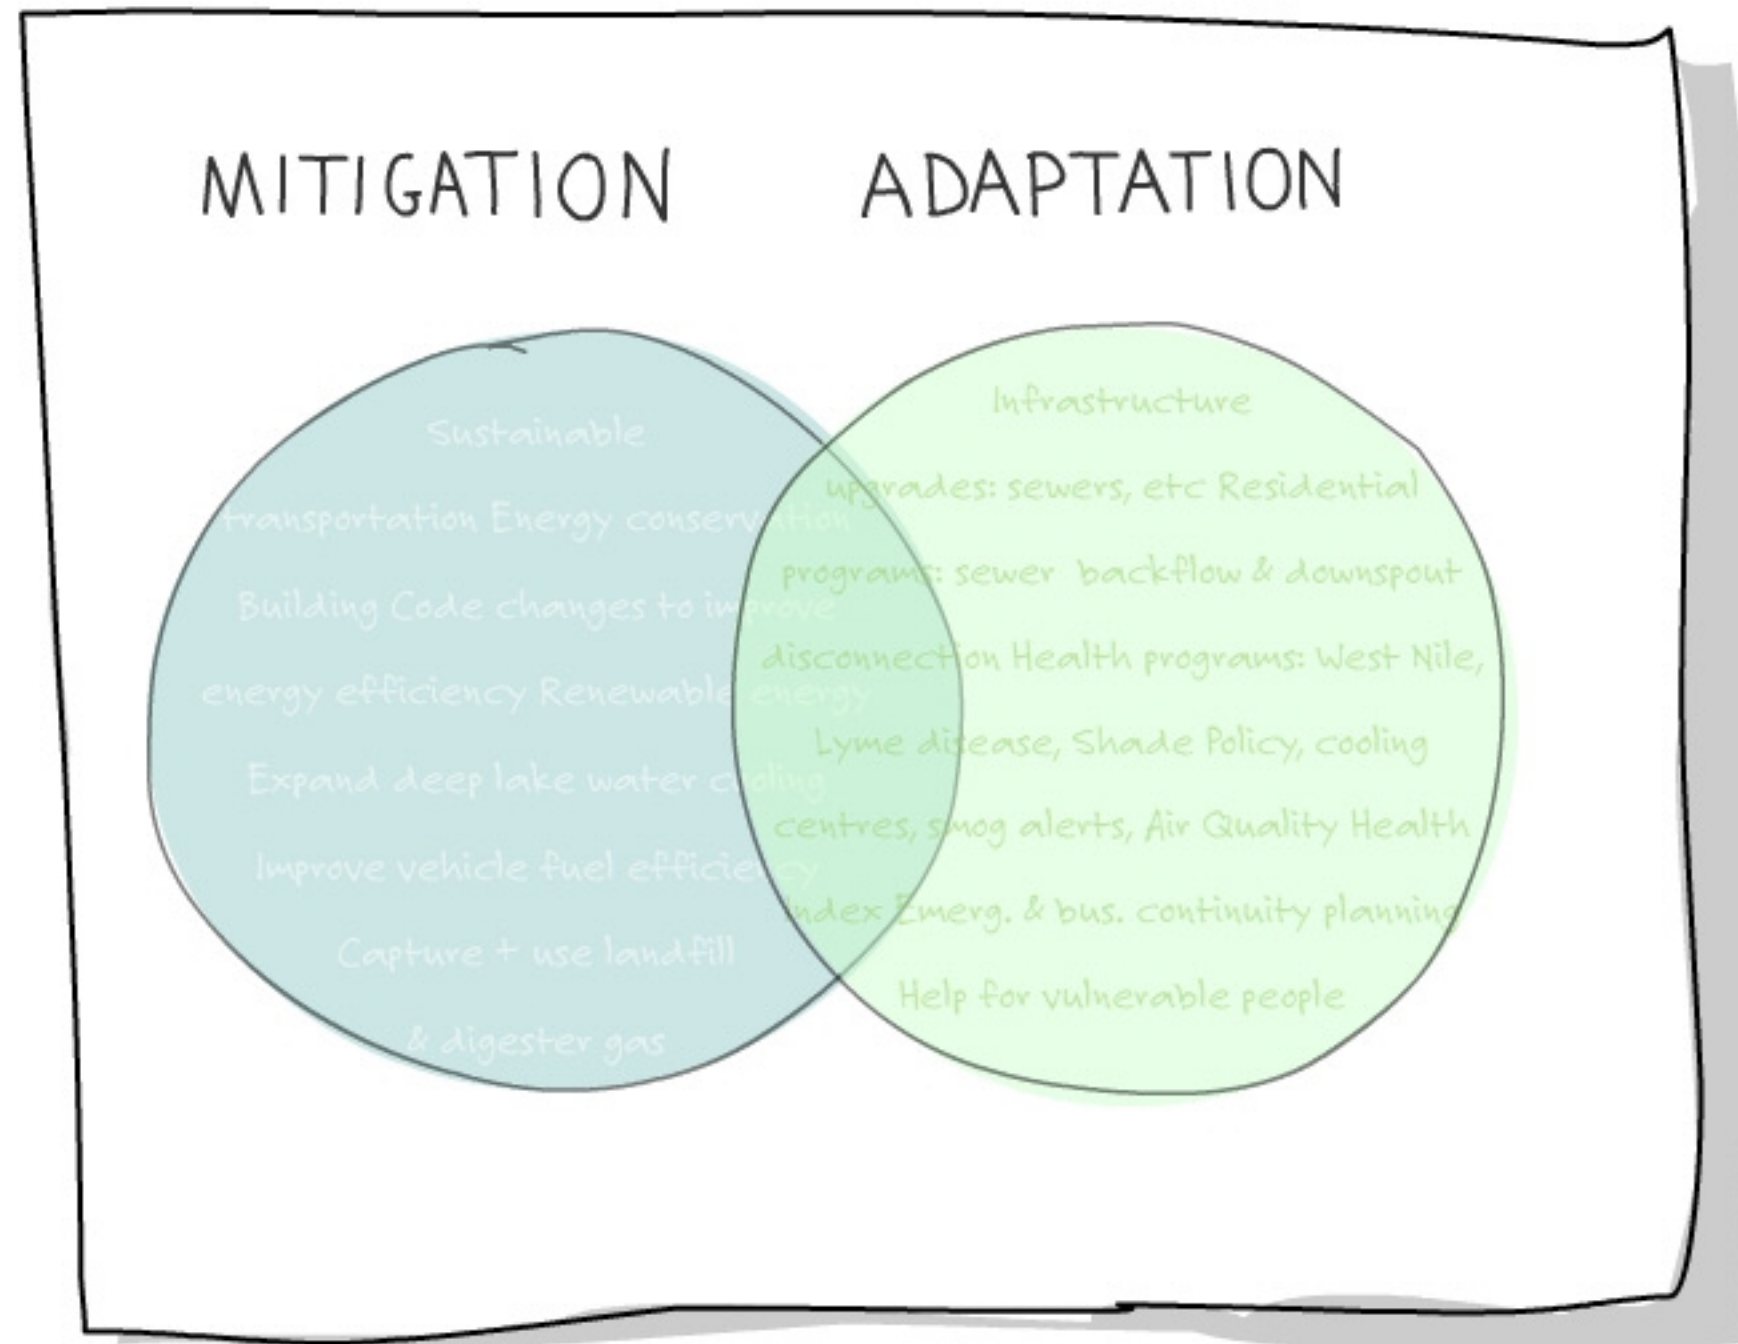 MITIGATION ADAPTATION
Sustainable
transportation Energy conservation
Building Code changes to improve
energy efficiency Renewable energy
Expand deep lake water cooling
Improve vehicle fuel efficiency
Capture + use landfill
& digester gas
Infrastructure
upgrades: sewers, etc Residential
programs: sewer backflow & downspout
disconnection Health programs: West Nile,
Lyme disease, Shade Policy, cooling
centres, smog alerts, Air Quality Health
Index Emerg. & bus. continuity planning
Help for vulnerable people